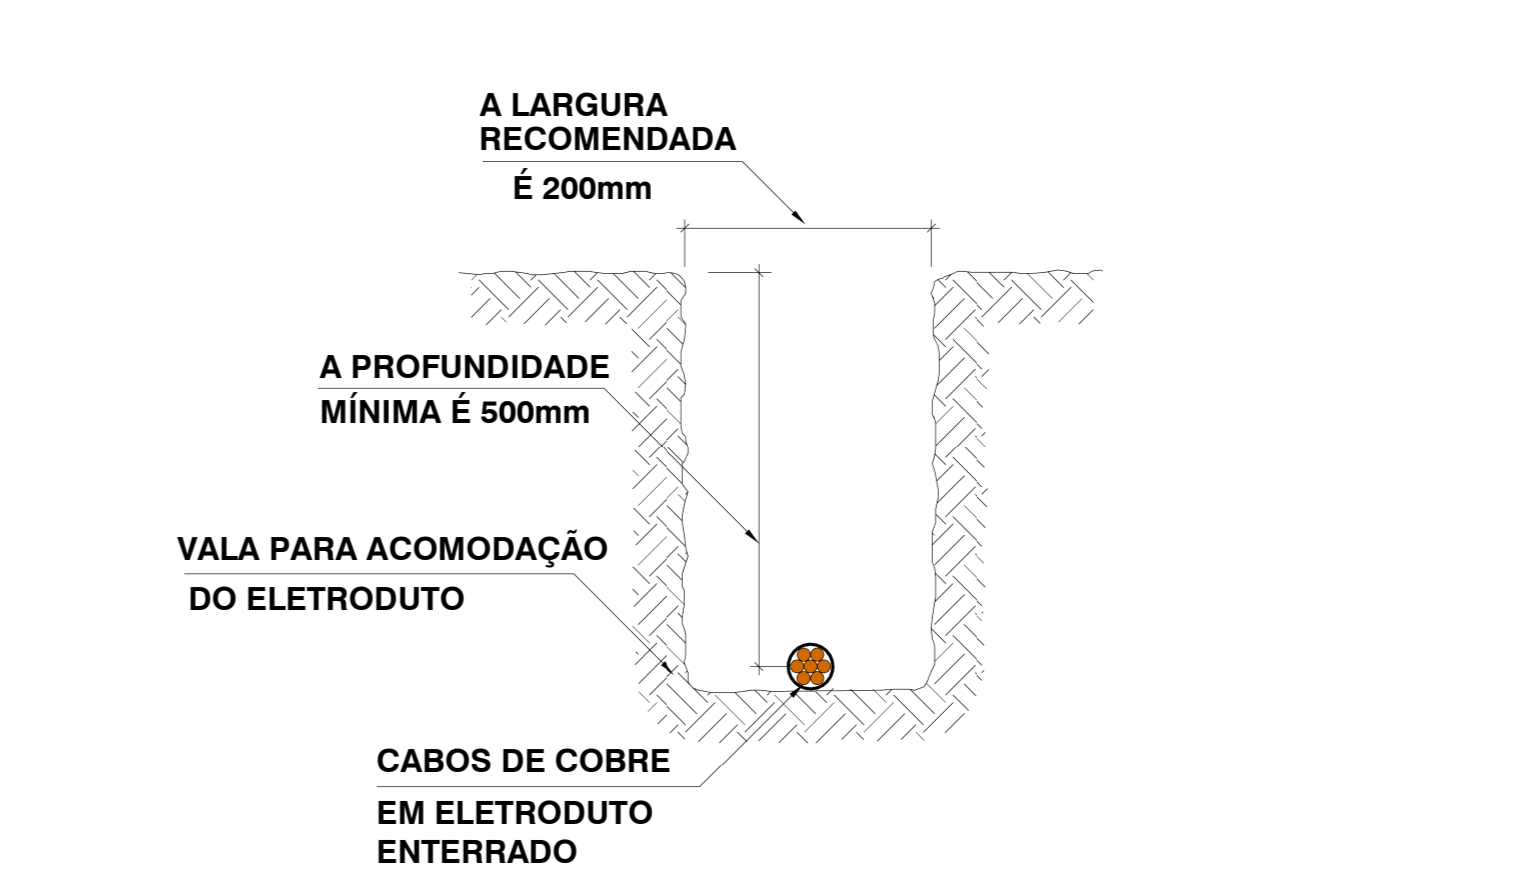 A LARGURA
RECOMENDADA
É 200mm
A PROFUNDIDADE
MÍNIMA É 500mm
VALA PARA ACOMODAÇÃO
DO ELETRODUTO
CABOS DE COBRE
EM ELETRODUTO
ENTERRADO